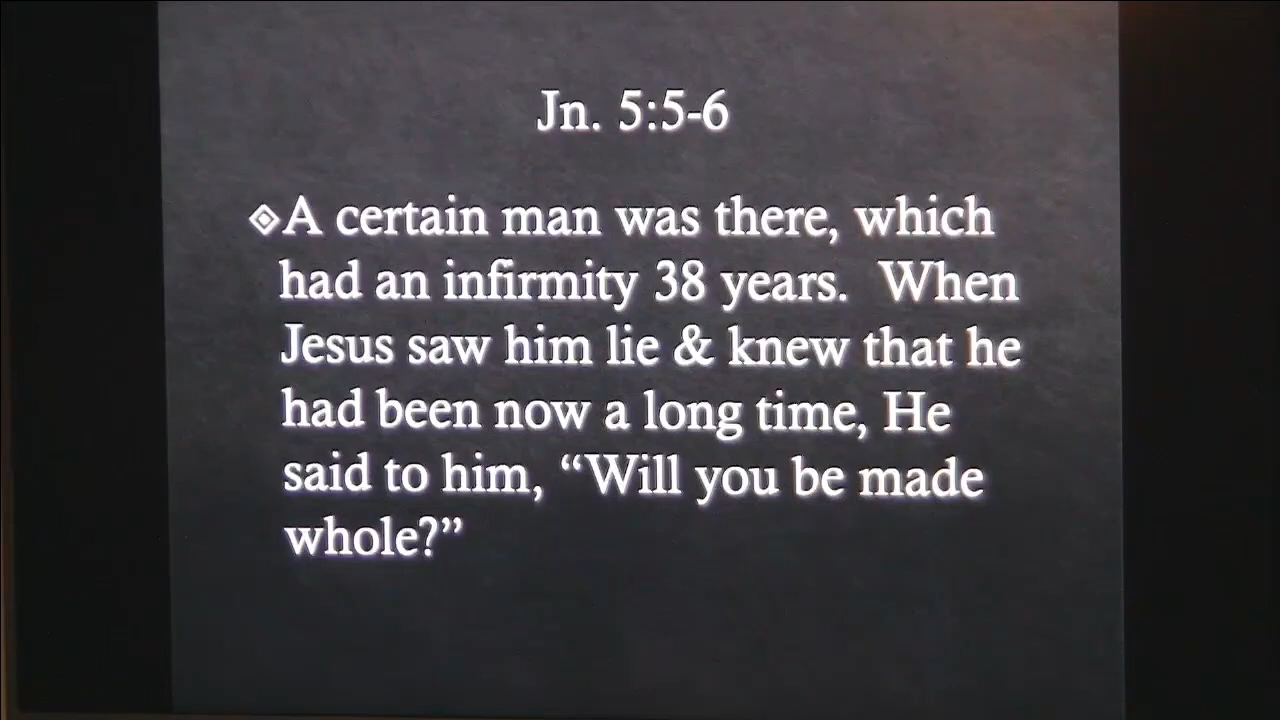 Jn. 5:5-6
A certain man was there, which
had an infirmity 38 years.  When
Jesus saw him lie & knew that he
had been now a long time, He
said to him, “Will you be made
whole?”